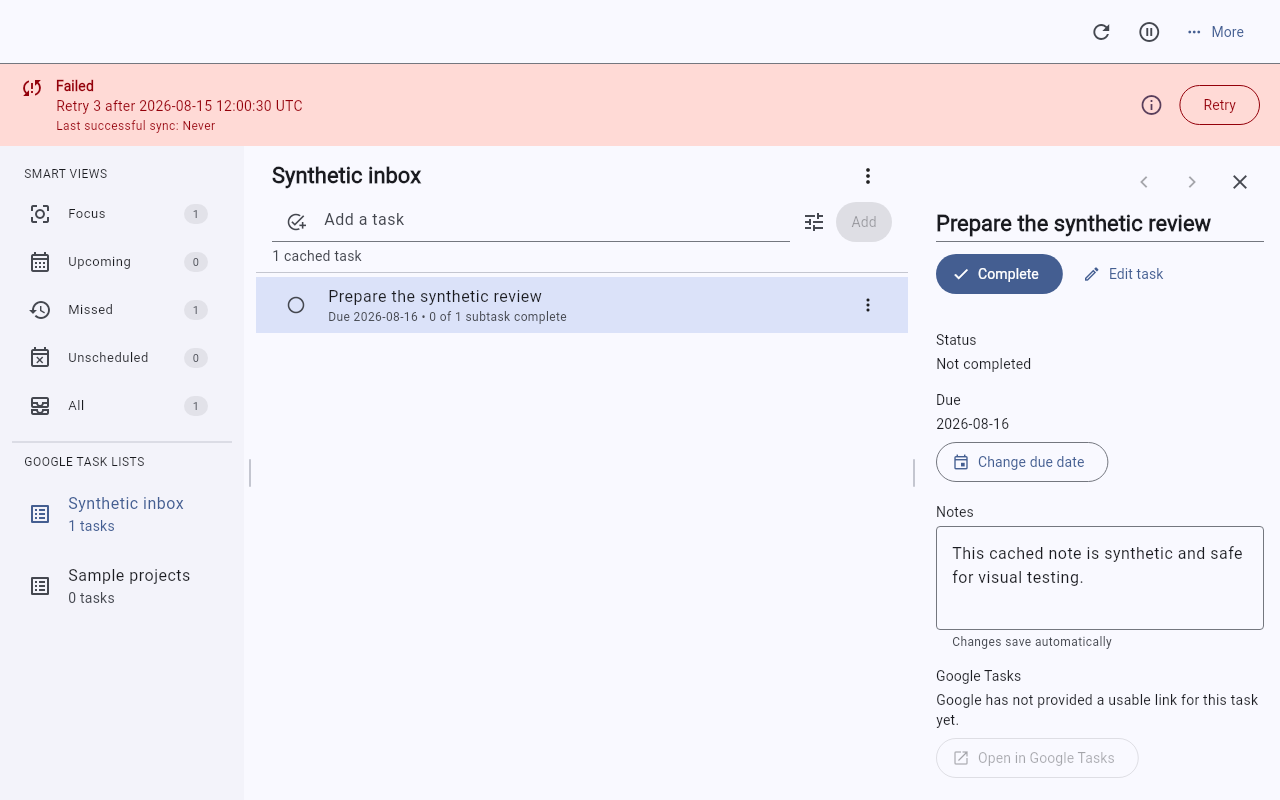 More
Failed
Retry 3 after 2026-08-15 12:00:30 UTC
Last successful sync: Never
Retry
SMART VIEWS
Focus 1
Upcoming 0
Missed 1
Unscheduled 0
All 1
GOOGLE TASK LISTS
Synthetic inbox
1 tasks
Sample projects
0 tasks
Synthetic inbox
Add a task
Add
1 cached task
Prepare the synthetic review
Due 2026-08-16 • 0 of 1 subtask complete
Prepare the synthetic review
Complete
Edit task
Status
Not completed
Due
2026-08-16
Change due date
Notes
This cached note is synthetic and safe
for visual testing.
Changes save automatically
Google Tasks
Google has not provided a usable link for this task
yet.
Open in Google Tasks